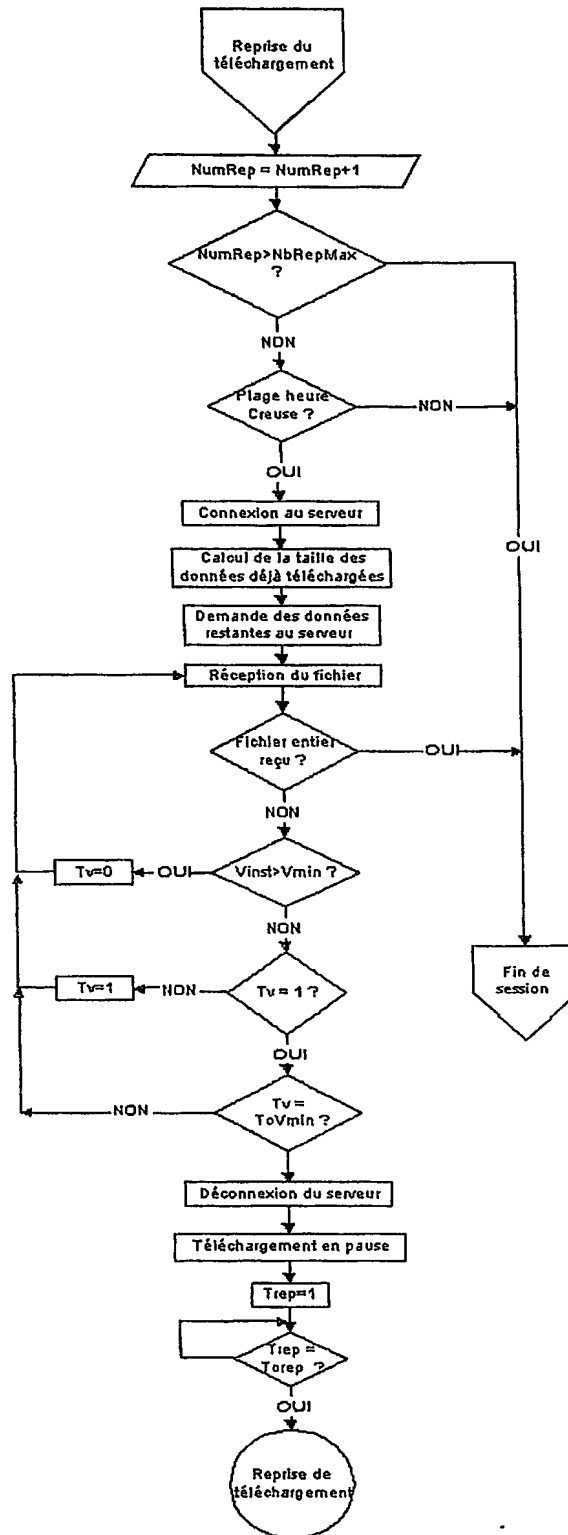 Reprise du
téléchargement
NumRep = NumRep+1
NumRep>NbRepMax
?
NON
Plage heure
Creuse ?
NON
OUI
Connexion au serveur
OUI
Calcul de la taille des
données déjà téléchargées
Demande des données
restantes au serveur
Réception du fichier
Fichier entier
reçu ?
OUI
NON
Tv=0
OUI
Vinst>Vmin ?
NON
Fin de
session
Tv=1
NON
Tv = 1 ?
OUI
NON
Tv =
ToVmin ?
Déconnexion du serveur
Téléchargement en pause
Trep=1
Trep =
Torep ?
OUI
Reprise de
téléchargement